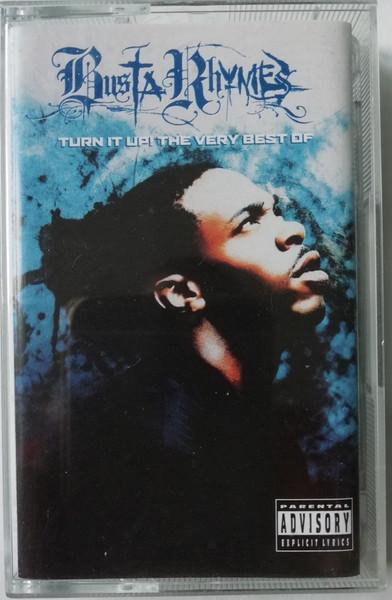 Busta Rhymes
TURN IT UP! THE VERY BEST OF
PARENTAL
ADVISORY
EXPLICIT LYRICS